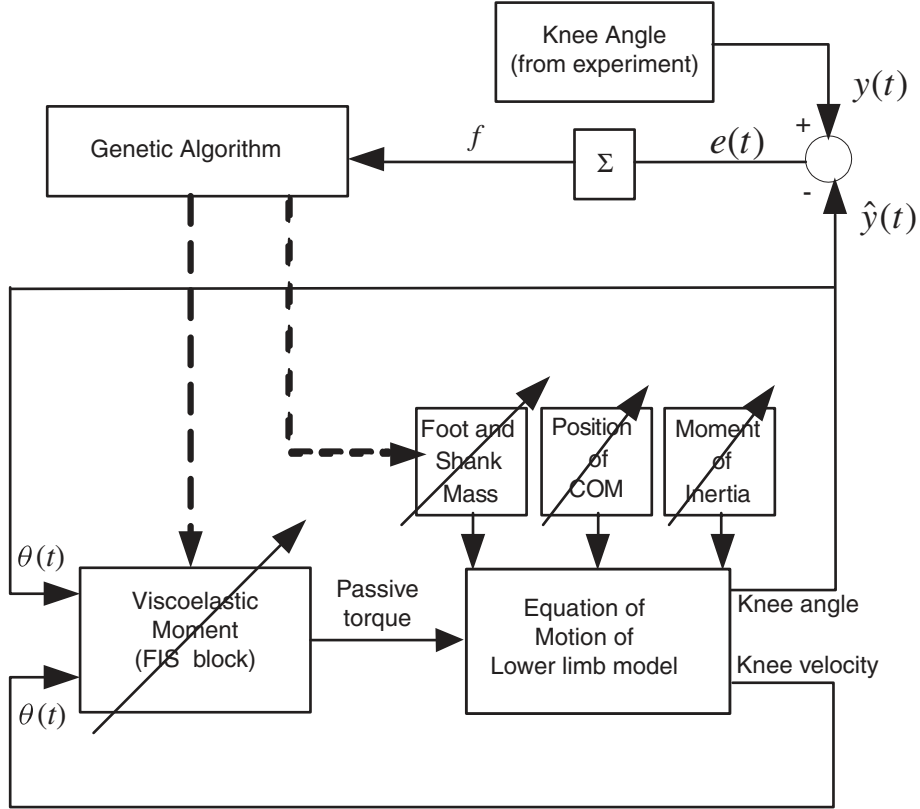 Knee Angle
(from experiment)
y(t)
+
Genetic Algorithm
f
Σ
e(t)
-
ŷ(t)
Foot and
Shank
Mass
Position
of
COM
Moment
of
Inertia
θ(t)
Viscoelastic
Moment
(FIS block)
Passive
torque
Equation of
Motion of
Lower limb model
Knee angle
Knee velocity
θ(t)